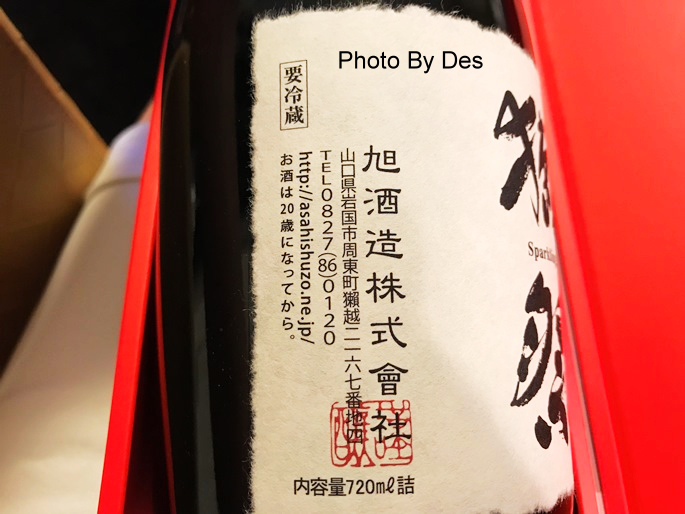 Photo By Des
獺
祭
旭酒造株式會社
山口県岩国市周東町獺越二一六七番地四
TEL0827(86)0120
http://asahishuzo.ne.jp/
お酒は20歳になってから。
要冷蔵
内容量720mℓ詰